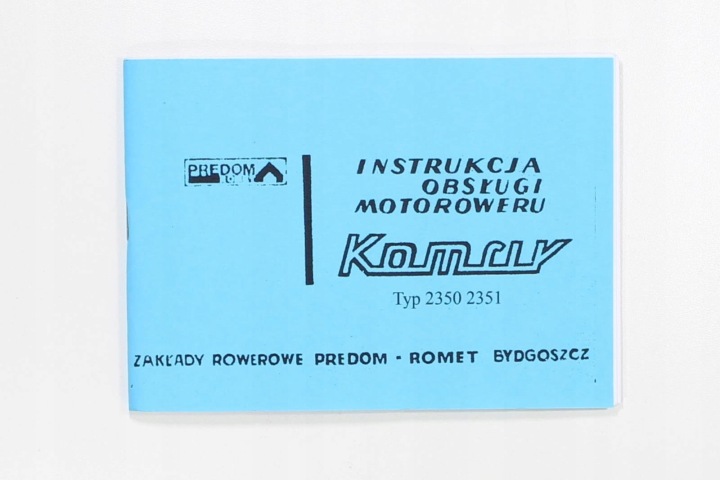 PREDOM
INSTRUKCJA
OBSŁUGI
MOTOROWERU
Komar
Typ 2350 2351
ZAKŁADY ROWEROWE PREDOM - ROMET BYDGOSZCZ